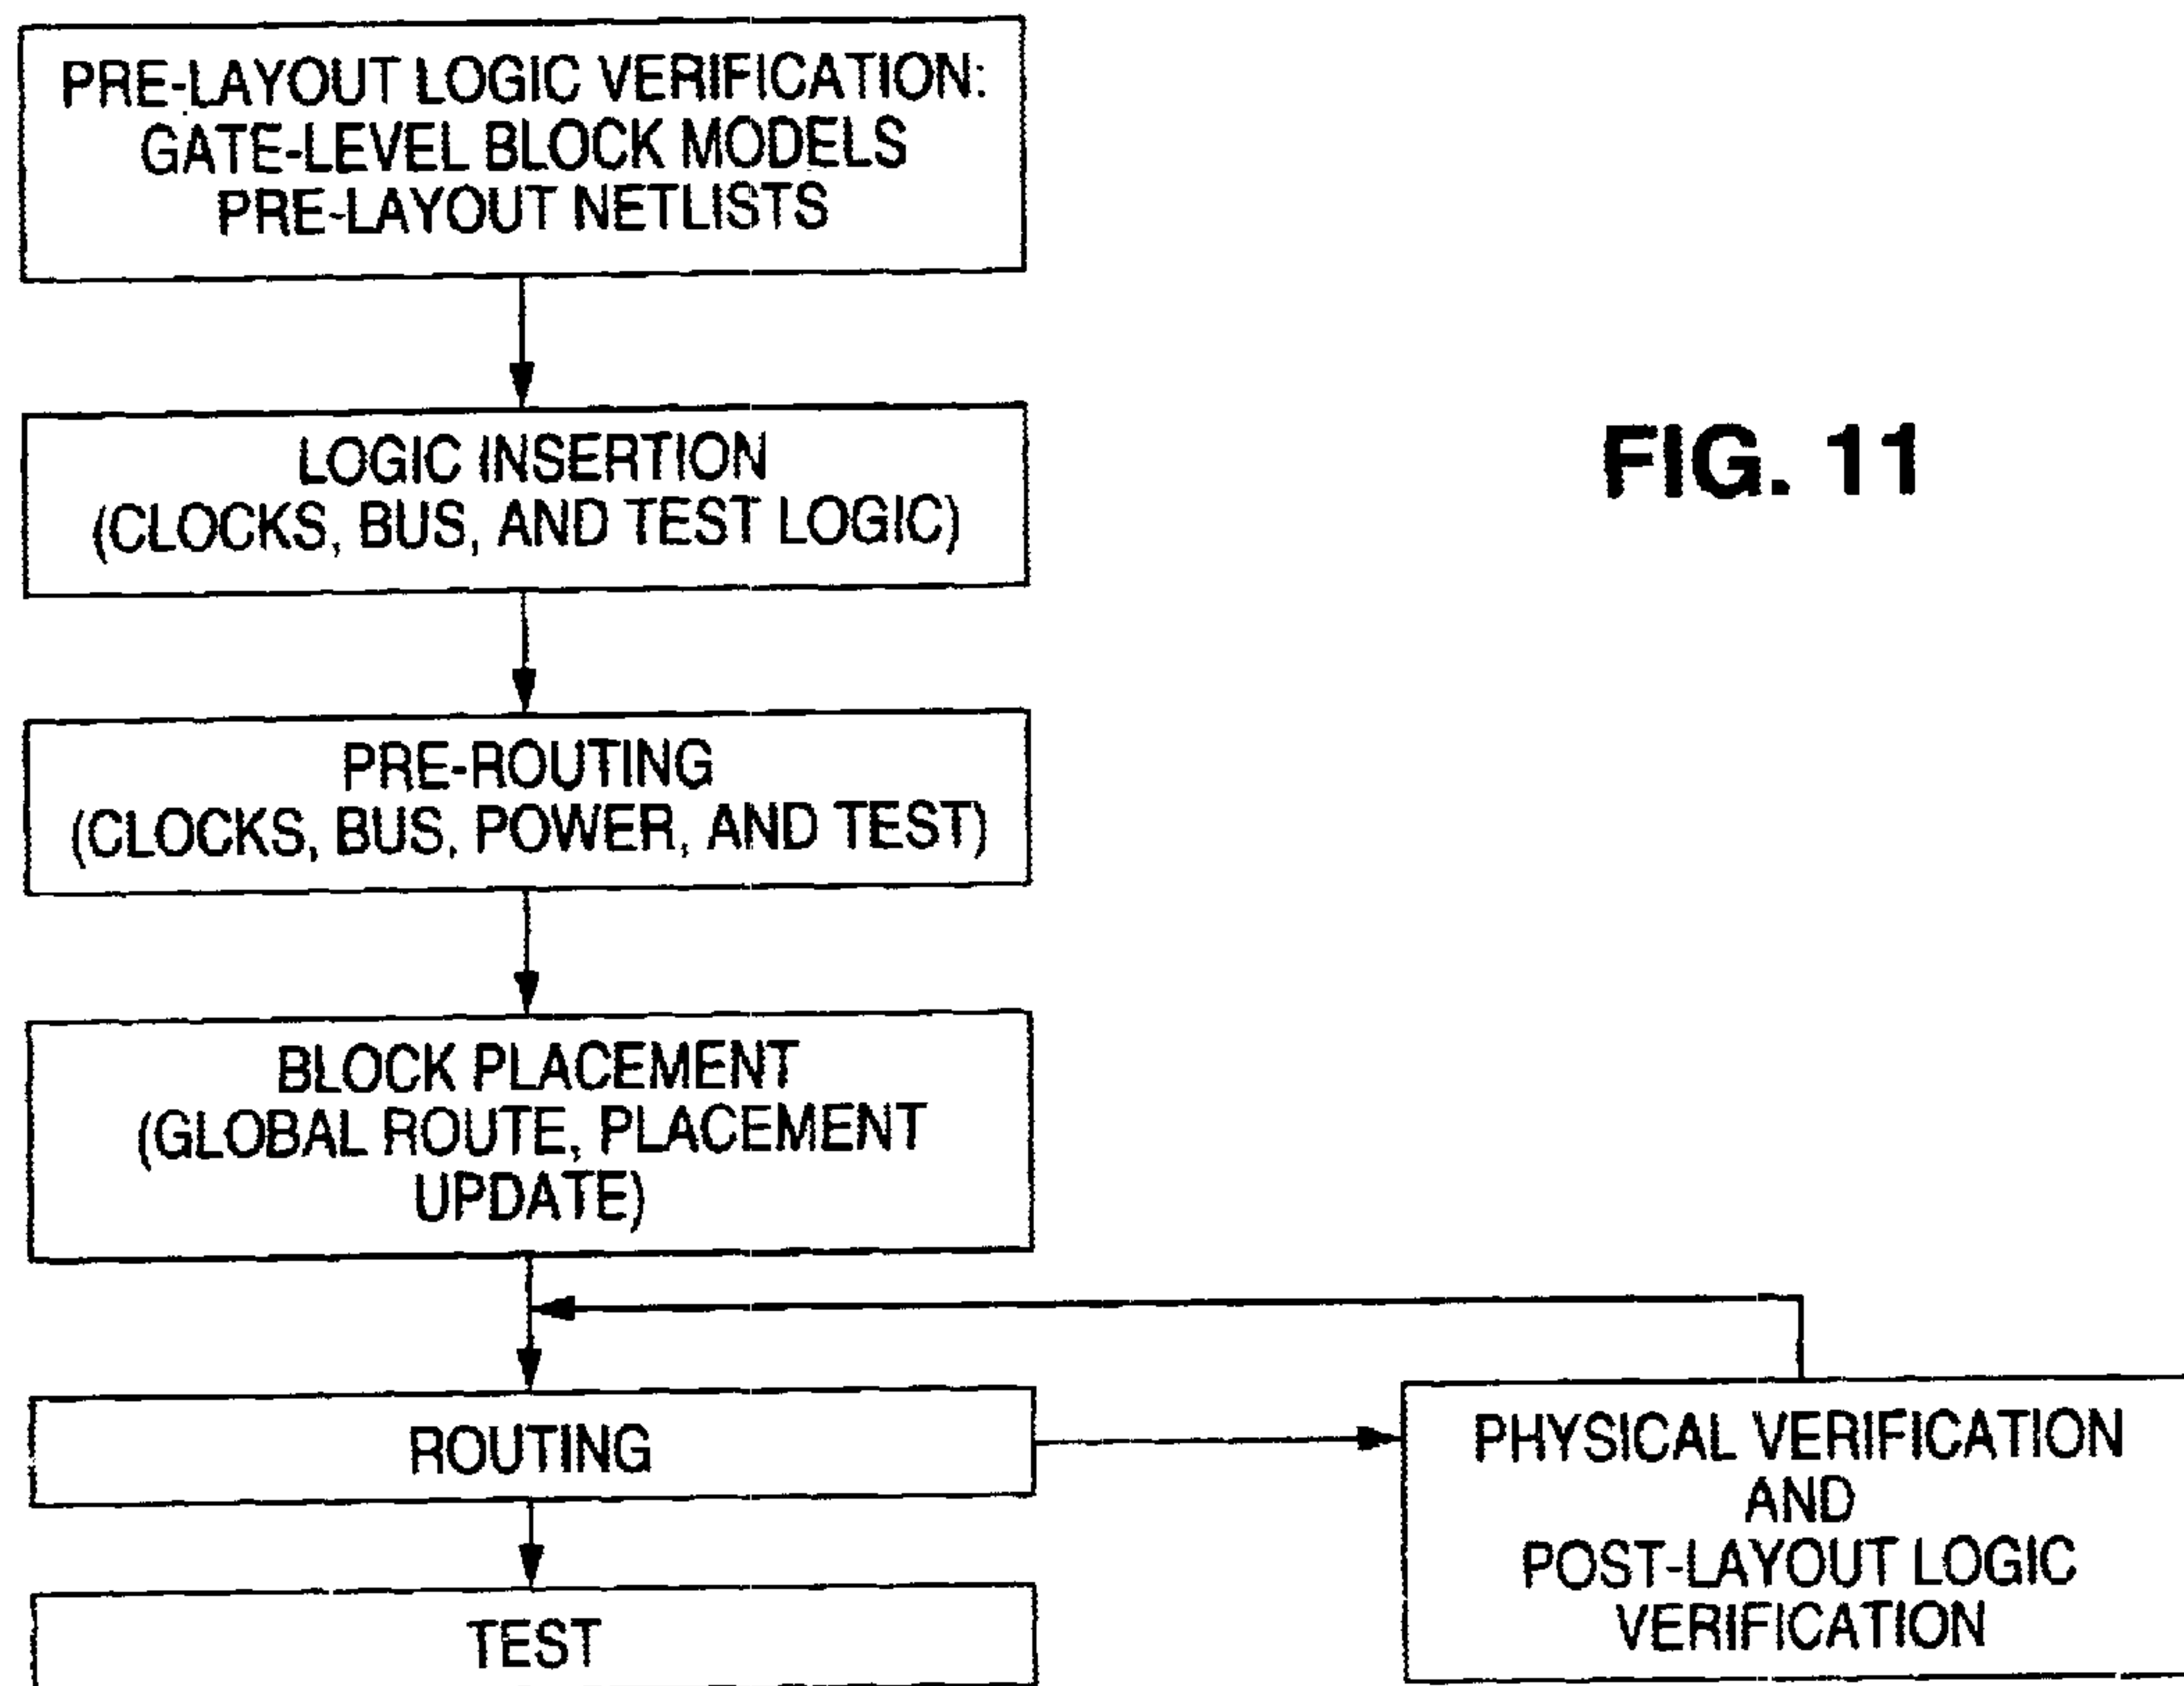 PRE-LAYOUT LOGIC VERIFICATION:
GATE-LEVEL BLOCK MODELS
PRE-LAYOUT NETLISTS
LOGIC INSERTION
(CLOCKS, BUS, AND TEST LOGIC)
FIG. 11
PRE-ROUTING
(CLOCKS, BUS, POWER, AND TEST)
BLOCK PLACEMENT
(GLOBAL ROUTE, PLACEMENT
UPDATE)
ROUTING
PHYSICAL VERIFICATION
AND
POST-LAYOUT LOGIC
VERIFICATION
TEST